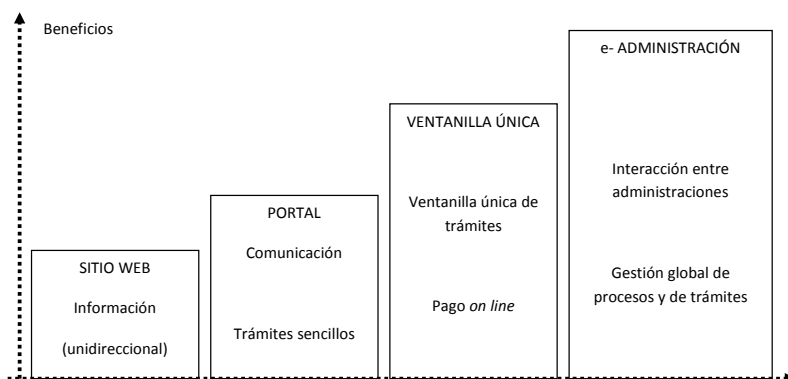 Beneficios
SITIO WEB
Información
(unidireccional)
PORTAL
Comunicación
Trámites sencillos
VENTANILLA ÚNICA
Ventanilla única de
trámites
Pago on line
e- ADMINISTRACIÓN
Interacción entre
administraciones
Gestión global de
procesos y de trámites